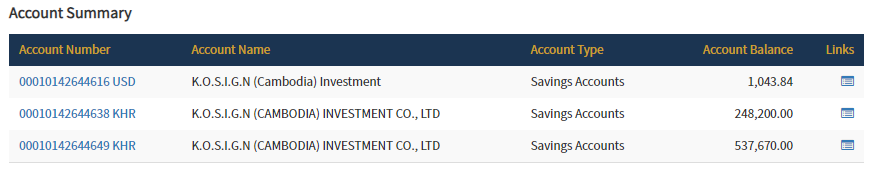 Account Summary
Account Number Account Name Account Type Account Balance Links
00010142644616 USD K.O.S.I.G.N (Cambodia) Investment Savings Accounts 1,043.84
00010142644638 KHR K.O.S.I.G.N (CAMBODIA) INVESTMENT CO., LTD Savings Accounts 248,200.00
00010142644649 KHR K.O.S.I.G.N (CAMBODIA) INVESTMENT CO., LTD Savings Accounts 537,670.00